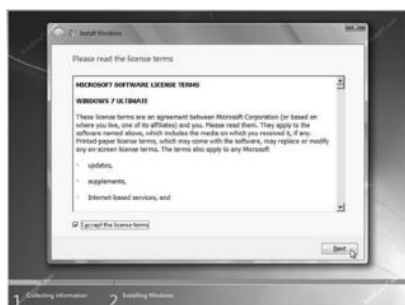 Install Windows
Please read the license terms
MICROSOFT SOFTWARE LICENSE TERMS
WINDOWS 7 ULTIMATE
These license terms are an agreement between Microsoft Corporation (or based on
where you live, one of its affiliates) and you. Please read them. They apply to the
software named above, which includes the media on which you received it, if any.
Printed-paper license terms, which may come with the software, may replace or modify
any on-screen license terms. The terms also apply to any Microsoft
· updates,
· supplements,
· Internet-based services, and
I accept the license terms
Next
1 Collecting information
2 Installing Windows